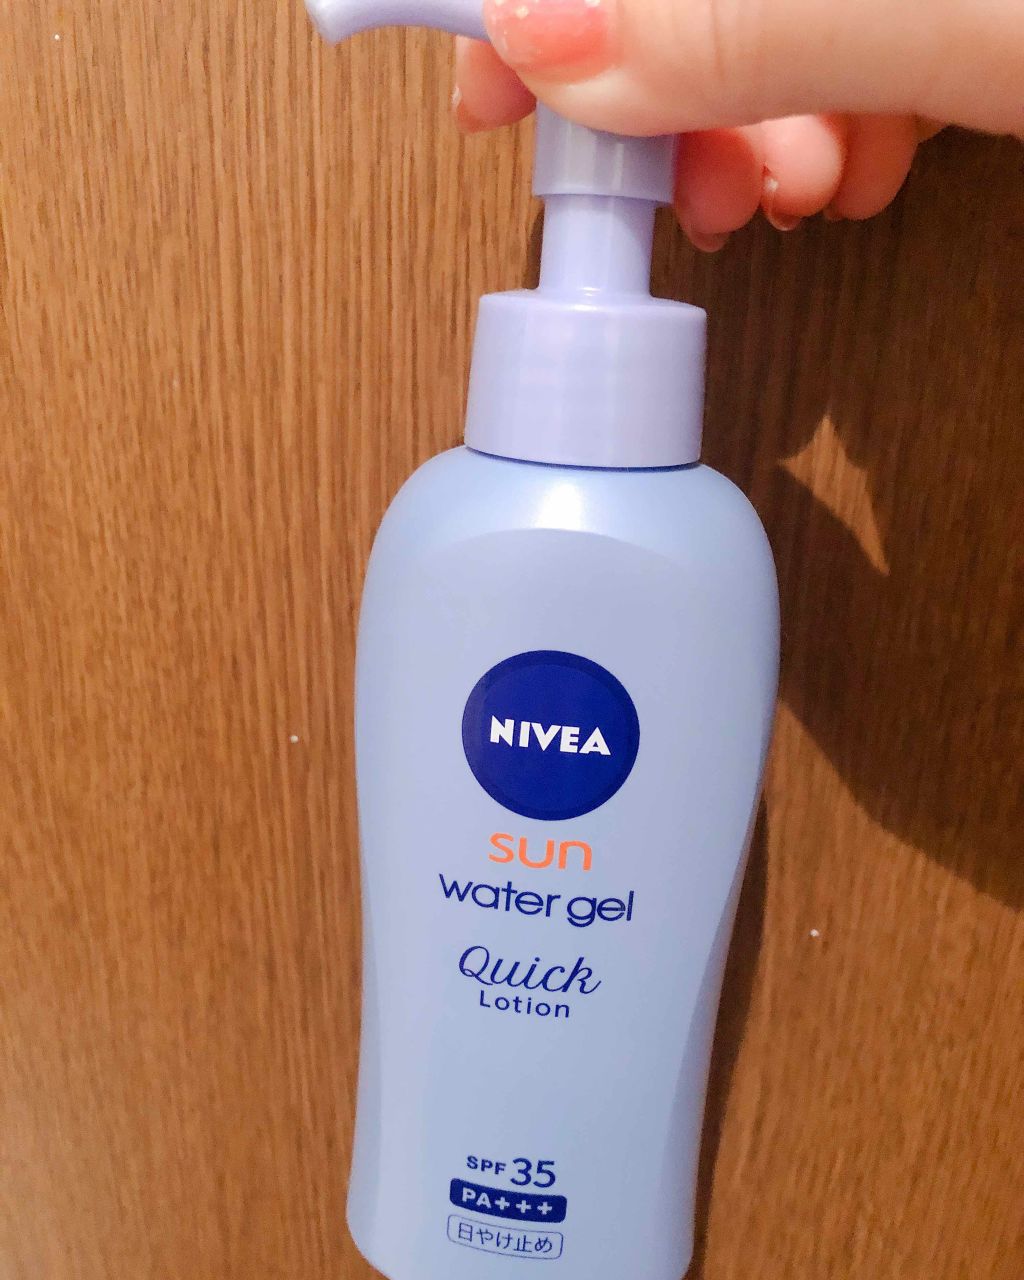 NIVEA
sun
water gel
Quick
Lotion
SPF 35
PA+++
日やけ止め